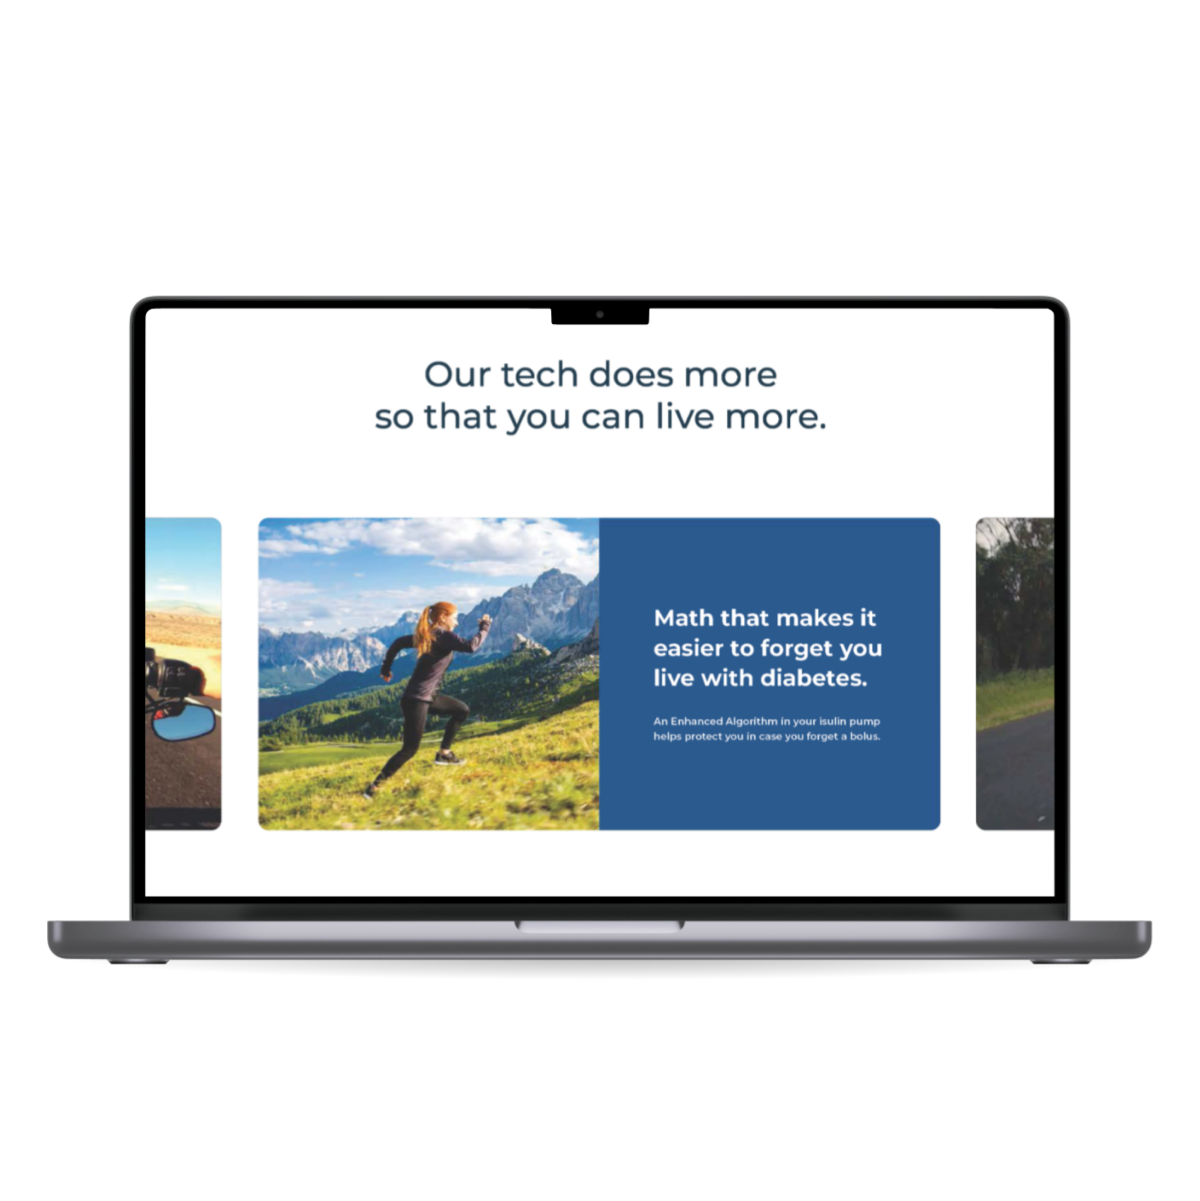 Our tech does more
so that you can live more.
Math that makes it
easier to forget you
live with diabetes.
An Enhanced Algorithm in your isulin pump
helps protect you in case you forget a bolus.